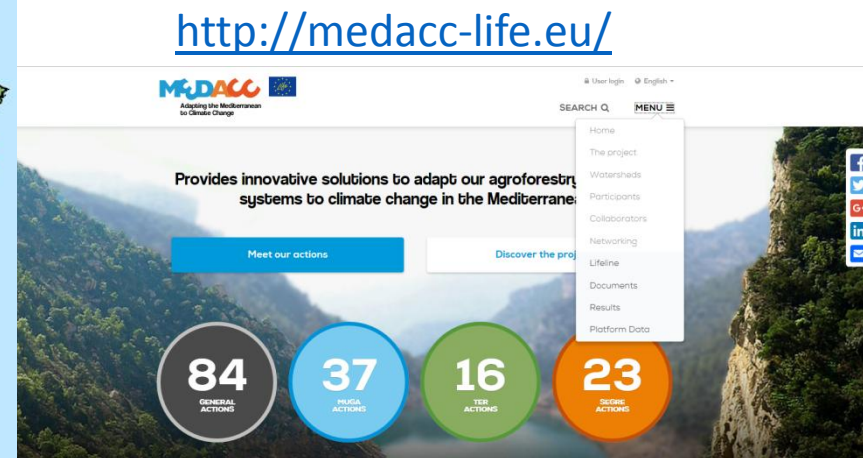 http://medacc-life.eu/
MEDACC
Adapting the Mediterranean
to Climate Change
User login English
SEARCH MENU
Home
The project
Watersheds
Participants
Collaborators
Networking
Lifeline
Documents
Results
Platform Data
Provides innovative solutions to adapt our agroforestry
systems to climate change in the
Meet our actions
Discover the
84
GENERAL
ACTIONS
37
MUGA
ACTIONS
16
TER
ACTIONS
23
SEGRE
ACTIONS
f
G+
in